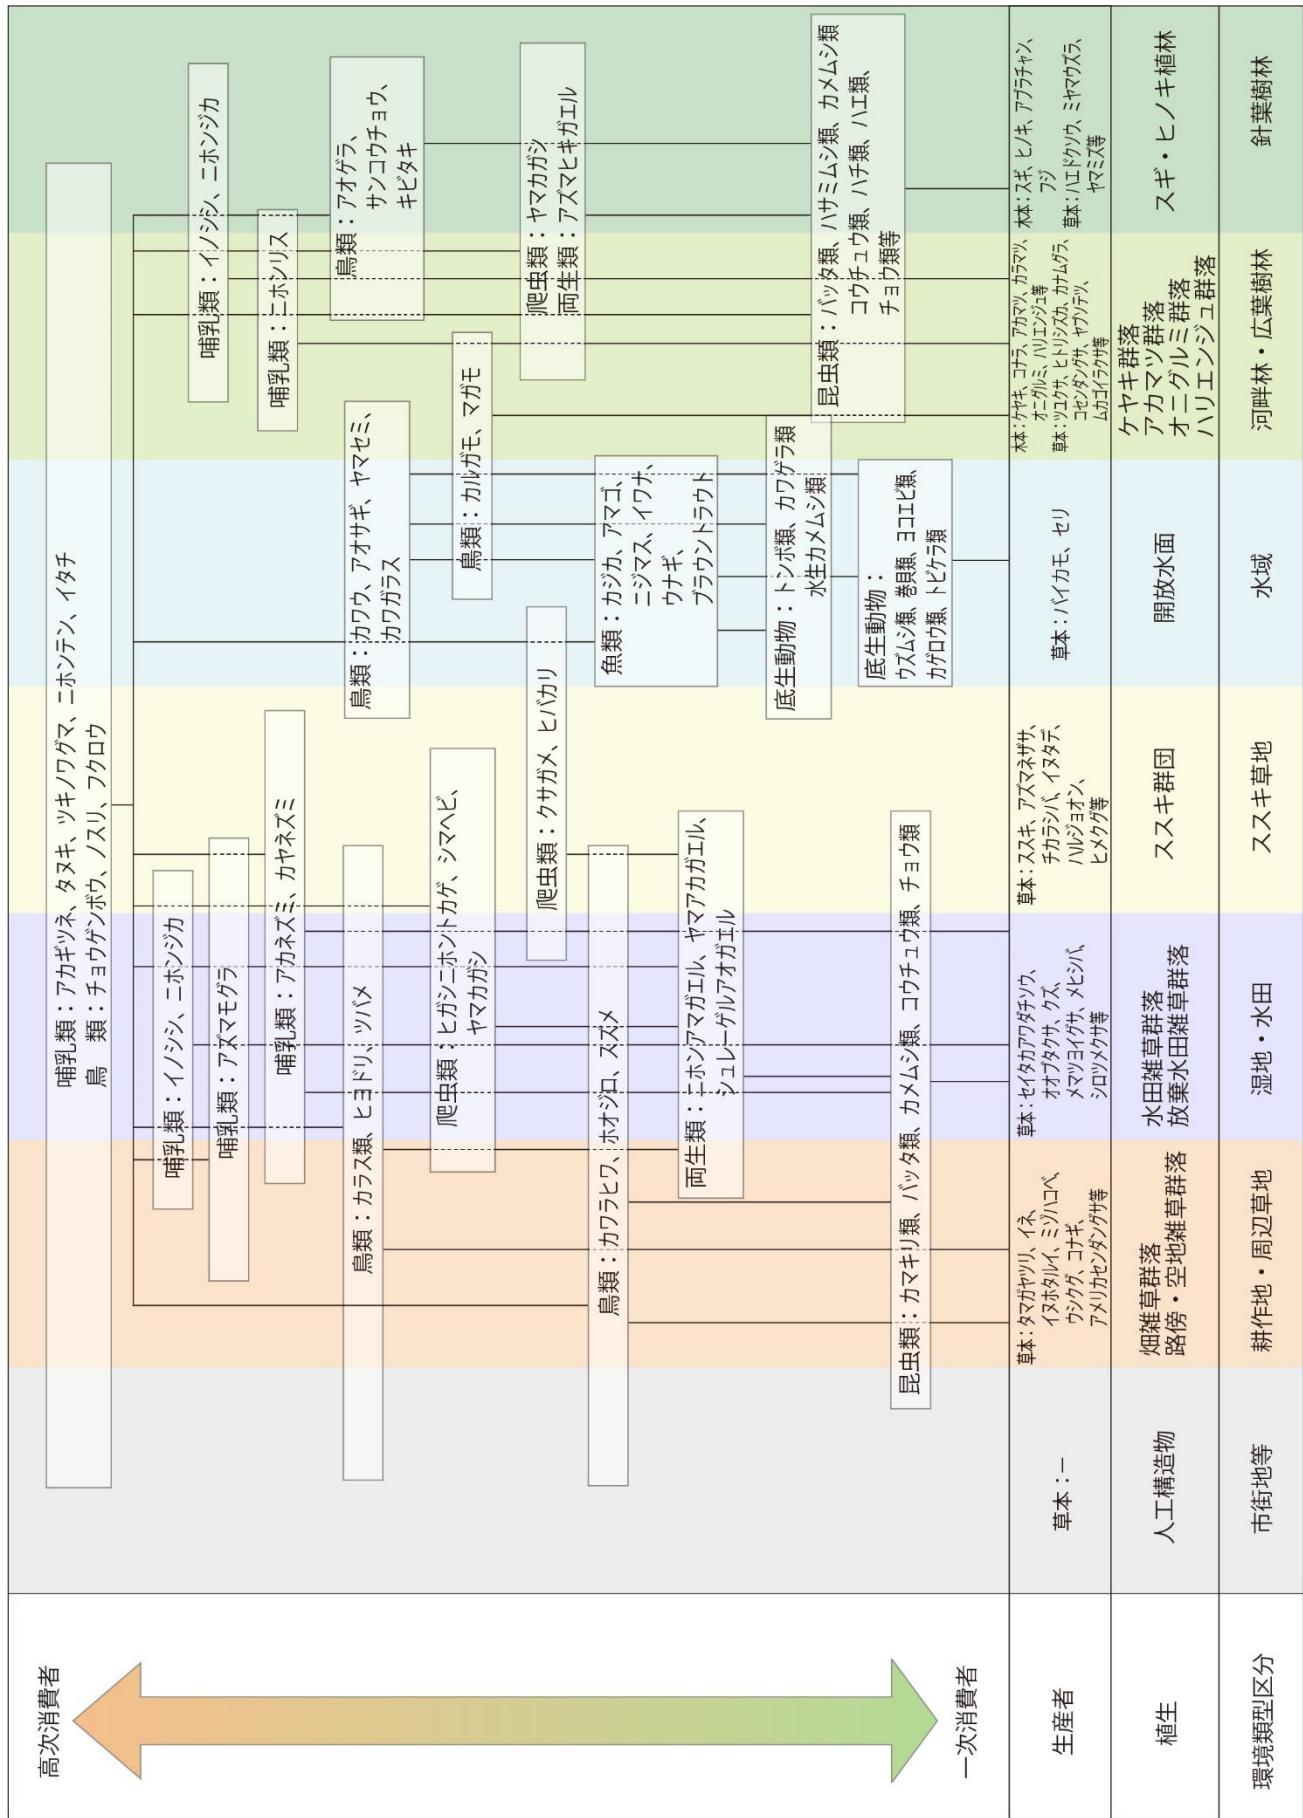 高次消費者
一次消費者
生産者
植生
環境類型区分
哺乳類：アカギツネ、タヌキ、ツキノワグマ、ニホンテン、イタチ
鳥　類：チョウゲンボウ、ノスリ、フクロウ
哺乳類：イノシシ、ニホンジカ
哺乳類：アズマモグラ
哺乳類：アカネズミ、カヤネズミ
鳥類：カラス類、ヒヨドリ、ツバメ
爬虫類：ヒガシニホントカゲ、シマヘビ、
ヤマカガシ
爬虫類：クサガメ、ヒバカリ
鳥類：カワラヒワ、ホオジロ、スズメ
両生類：ニホンアマガエル、ヤマアカガエル、
シュレーゲルアオガエル
昆虫類：カマキリ類、バッタ類、カメムシ類、コウチュウ類、チョウ類
鳥類：カワウ、アオサギ、ヤマセミ、
カワガラス
鳥類：カルガモ、マガモ
魚類：カジカ、アマゴ、
ニジマス、イワナ、
ウナギ、
ブラウントラウト
底生動物：トンボ類、カワゲラ類
水生カメムシ類
底生動物：
ウズムシ類、巻貝類、ヨコエビ類、
カゲロウ類、トビケラ類
哺乳類：イノシシ、ニホンジカ
哺乳類：ニホンリス
鳥類：アオゲラ、
サンコウチョウ、
キビタキ
爬虫類：ヤマカガシ
両生類：アズマヒキガエル
昆虫類：バッタ類、ハサミムシ類、カメムシ類
コウチュウ類、ハチ類、ハエ類、
チョウ類等
草本：－
草本：タマガヤツリ、イネ、
イヌホタルイ、ミゾハコベ、
ウシクグ、コナギ、
アメリカセンダングサ等
草本：セイタカアワダチソウ、
オオブタクサ、クズ、
メマツヨイグサ、メヒシバ、
シロツメクサ等
草本：ススキ、アズマネザサ、
チカラシバ、イヌタデ、
ハルジョオン、
ヒメクグ等
草本：バイカモ、セリ
木本：ケヤキ、コナラ、アカマツ、カラマツ、
オニグルミ、ハリエンジュ等
草本：ツユクサ、ヒトリシズカ、カナムグラ、
コセンダングサ、ヤブソテツ、
ムカゴイラクサ等
木本：スギ、ヒノキ、アブラチャン、
フジ
草本：ハエドクソウ、ミヤマウズラ、
ヤマミズ等
人工構造物
畑雑草群落
路傍・空地雑草群落
水田雑草群落
放棄水田雑草群落
ススキ群団
開放水面
ケヤキ群落
アカマツ群落
オニグルミ群落
ハリエンジュ群落
スギ・ヒノキ植林
市街地等
耕作地・周辺草地
湿地・水田
ススキ草地
水域
河畔林・広葉樹林
針葉樹林